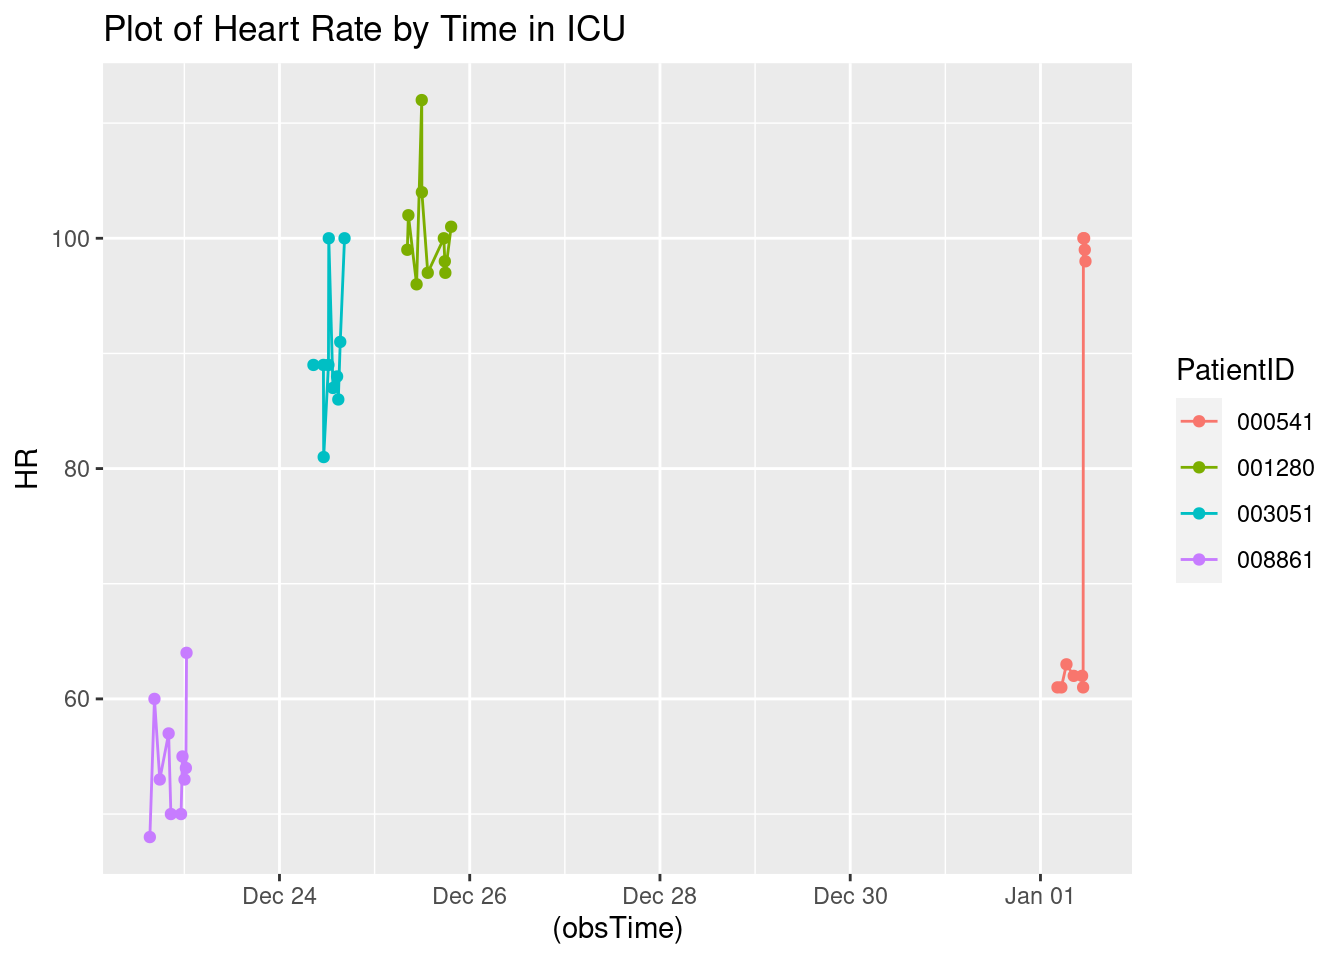 Plot of Heart Rate by Time in ICU
HR
100
80
60
Dec 24
Dec 26
Dec 28
Dec 30
Jan 01
(obsTime)
PatientID
000541
001280
003051
008861